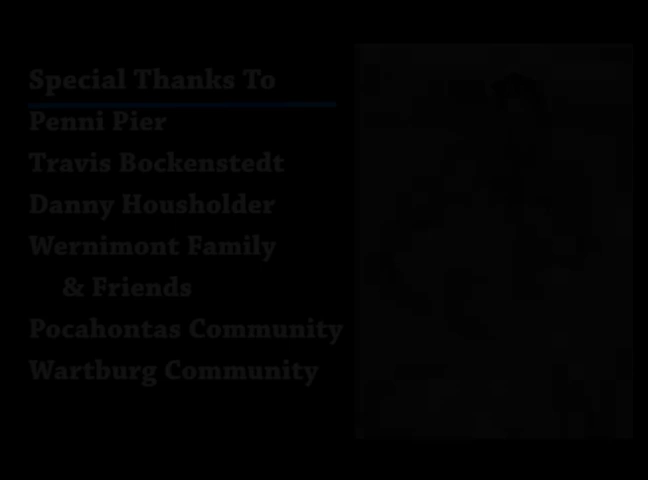 Special Thanks To
Penni Pier
Travis Bockenstedt
Danny Housholder
Wernimont Family
& Friends
Pocahontas Community
Wartburg Community